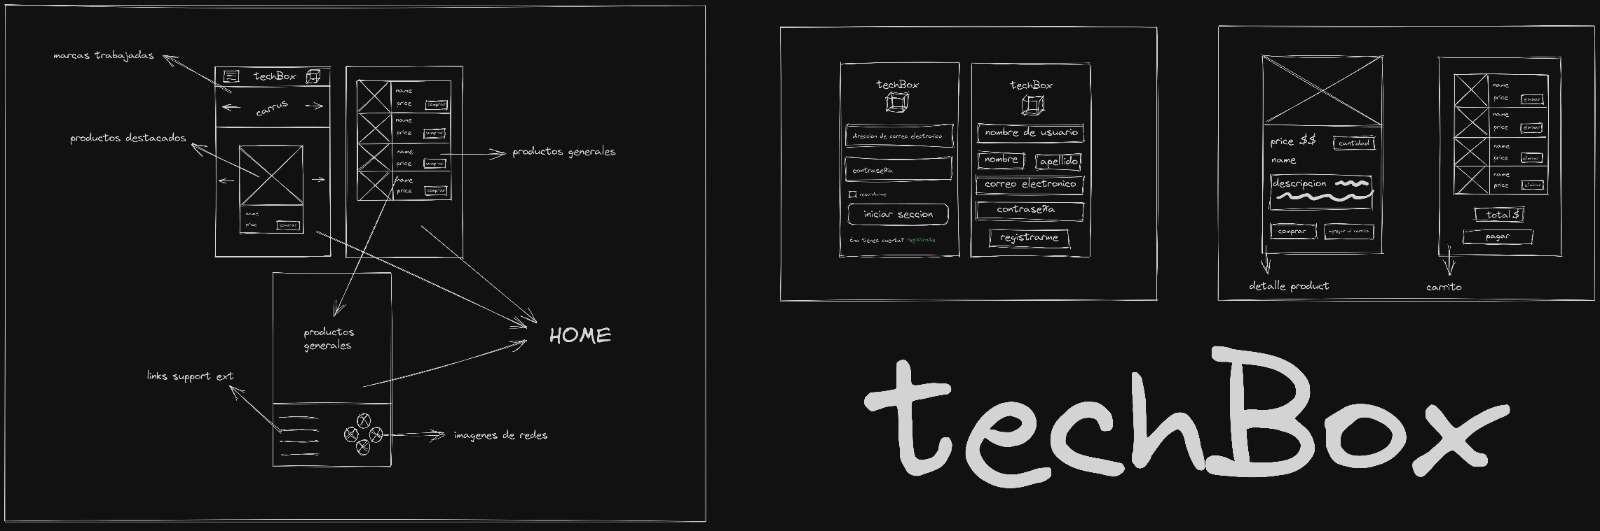 marcas trabajadas
techBox
carrus
productos destacados
name
price
comprar
name
price
comprar
name
price
comprar
name
price
comprar
name
price
comprar
productos generales
productos
generales
HOME
links support ext
imagenes de redes
techBox
direccion de correo electronico
contraseña
recordarme
iniciar seccion
¿no tienes cuenta? registrate
techBox
nombre de usuario
nombre
apellido
correo electronico
contraseña
registrarme
price $$
cantidad
name
descripcion
comprar
agregar al carrito
detalle product
name
price
eliminar
name
price
eliminar
name
price
eliminar
name
price
eliminar
total $
pagar
carrito
techBox